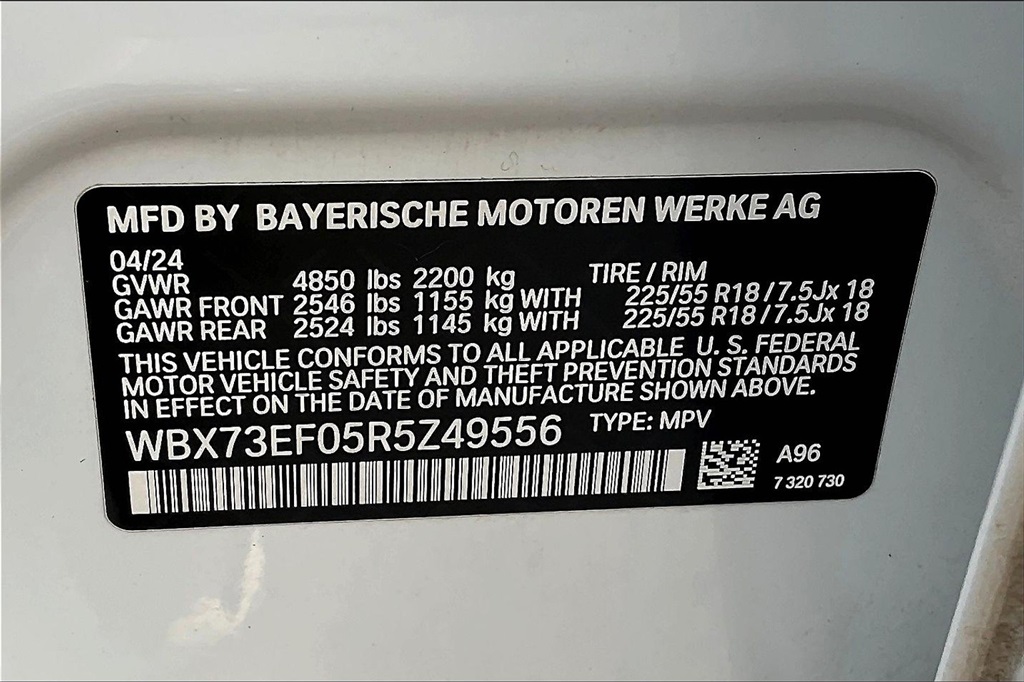 MFD BY BAYERISCHE MOTOREN WERKE AG
04/24
GVWR 4850 lbs 2200 kg TIRE / RIM
GAWR FRONT 2546 lbs 1155 kg WITH 225/55 R18 / 7.5Jx 18
GAWR REAR 2524 lbs 1145 kg WITH 225/55 R18 / 7.5Jx 18
THIS VEHICLE CONFORMS TO ALL APPLICABLE U. S. FEDERAL
MOTOR VEHICLE SAFETY AND THEFT PREVENTION STANDARDS
IN EFFECT ON THE DATE OF MANUFACTURE SHOWN ABOVE.
WBX73EF05R5Z49556 TYPE: MPV
A96
7 320 730